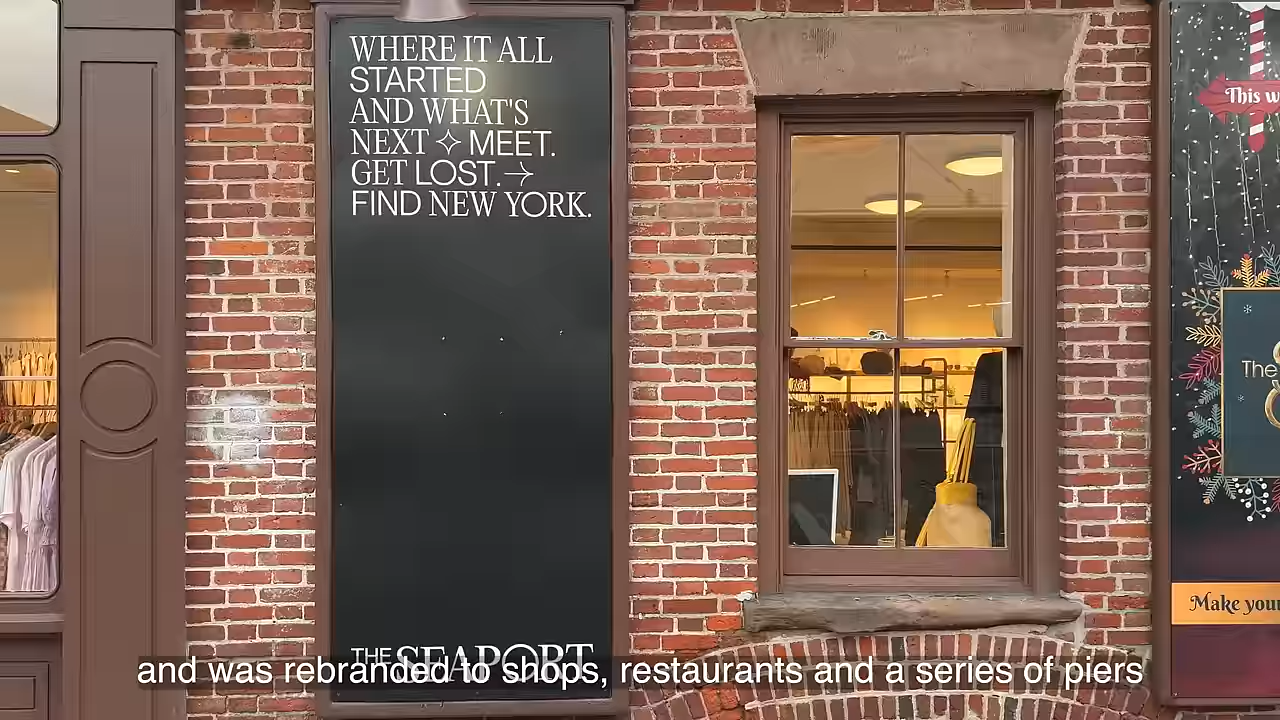 WHERE IT ALL
STARTED
AND WHAT'S
NEXT ✧ MEET.
GET LOST.→
FIND NEW YORK.
THE SEAPORT
This w
The
Make your
and was rebranded to shops, restaurants and a series of piers